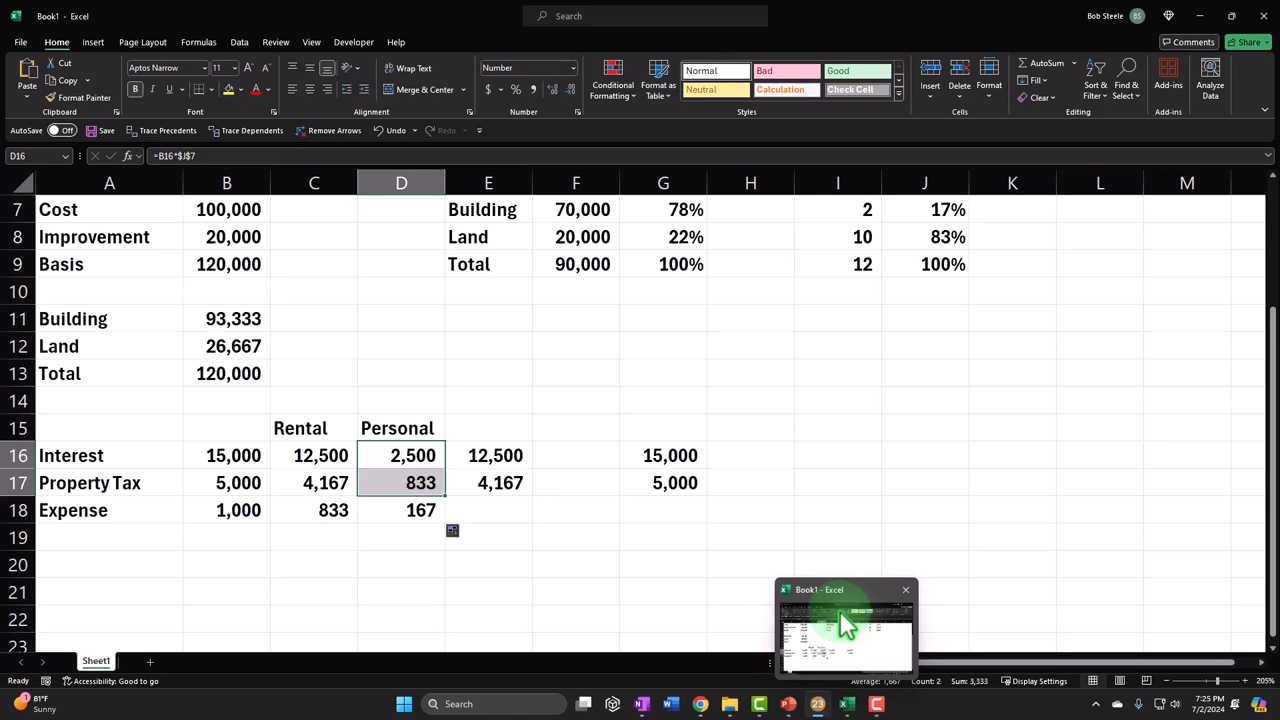 Book1 - Excel
Search
Bob Steele BS
File Home Insert Page Layout Formulas Data Review View Developer Help
Comments Share
Paste Cut Copy Format Painter
Aptos Narrow 11 Wrap Text Merge & Center Number
Conditional Formatting Format as Table
Normal Bad Good
Neutral Calculation Check Cell
Insert Delete Format
AutoSum Fill Clear Sort & Filter Find & Select Add-ins Analyze Data
Clipboard Font Alignment Number Styles Cells Editing Add-ins
AutoSave Off Save Trace Precedents Trace Dependents Remove Arrows Undo Redo
D16 fx =B16*$J$7
A B C D E F G H I J K L M
7 Cost 100,000 Building 70,000 78% 2 17%
8 Improvement 20,000 Land 20,000 22% 10 83%
9 Basis 120,000 Total 90,000 100% 12 100%
10
11 Building 93,333
12 Land 26,667
13 Total 120,000
14
15 Rental Personal
16 Interest 15,000 12,500 2,500 12,500 15,000
17 Property Tax 5,000 4,167 833 4,167 5,000
18 Expense 1,000 833 167
19
20
21
22
23
Book1 - Excel
Sheet1
Ready Accessibility: Good to go Average: 1,667 Count: 2 Sum: 3,333 Display Settings 205%
81°F
Sunny
Search
23
7:25 PM
7/2/2024